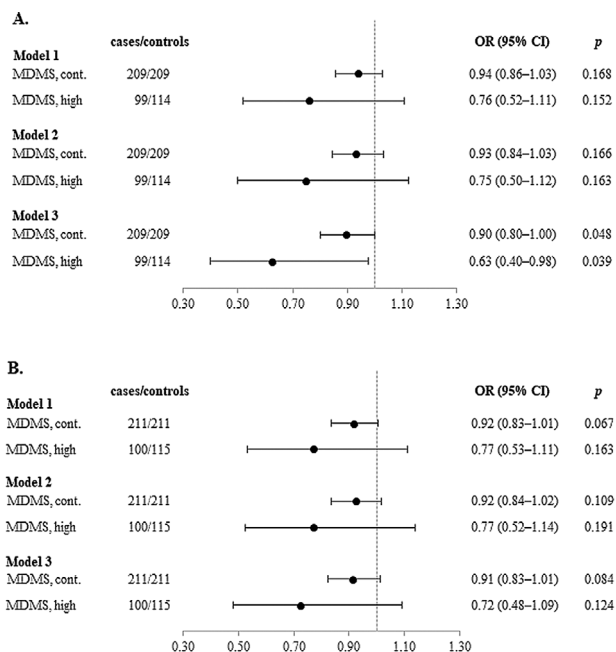 A.
cases/controls OR (95% CI) p
Model 1
MDMS, cont. 209/209 0.94 (0.86–1.03) 0.168
MDMS, high 99/114 0.76 (0.52–1.11) 0.152
Model 2
MDMS, cont. 209/209 0.93 (0.84–1.03) 0.166
MDMS, high 99/114 0.75 (0.50–1.12) 0.163
Model 3
MDMS, cont. 209/209 0.90 (0.80–1.00) 0.048
MDMS, high 99/114 0.63 (0.40–0.98) 0.039
0.30 0.50 0.70 0.90 1.10 1.30
B.
cases/controls OR (95% CI) p
Model 1
MDMS, cont. 211/211 0.92 (0.83–1.01) 0.067
MDMS, high 100/115 0.77 (0.53–1.11) 0.163
Model 2
MDMS, cont. 211/211 0.92 (0.84–1.02) 0.109
MDMS, high 100/115 0.77 (0.52–1.14) 0.191
Model 3
MDMS, cont. 211/211 0.91 (0.83–1.01) 0.084
MDMS, high 100/115 0.72 (0.48–1.09) 0.124
0.30 0.50 0.70 0.90 1.10 1.30